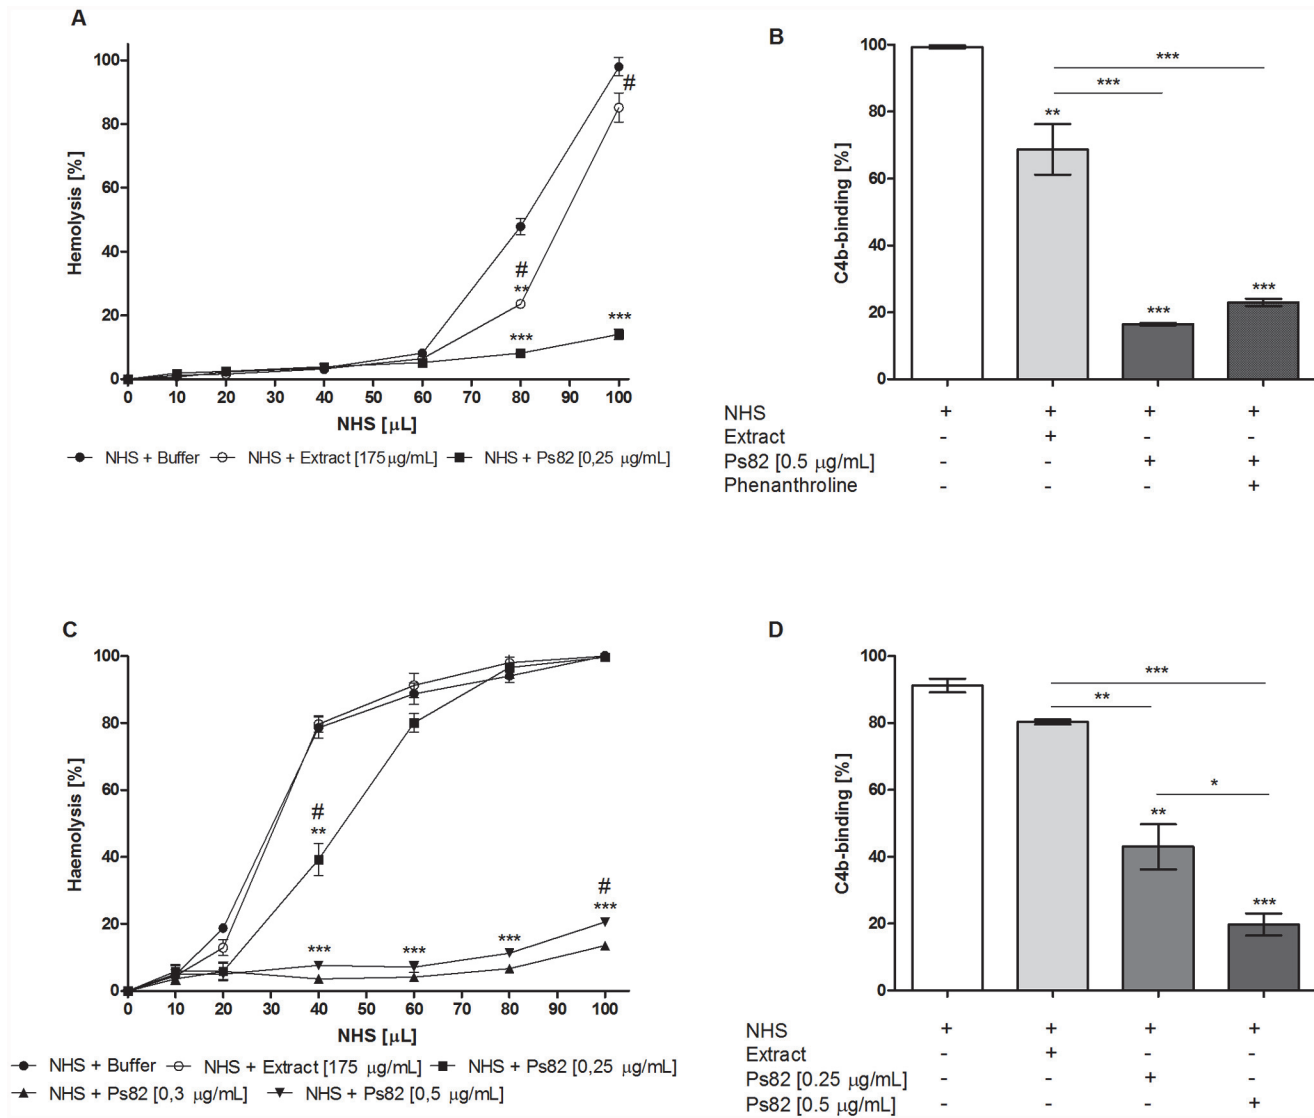 A
Hemolysis [%]
100
80
60
40
20
0
#
#
**
***
***
0 10 20 30 40 50 60 70 80 90 100
NHS [µL]
NHS + Buffer NHS + Extract [175 µg/mL] NHS + Ps82 [0,25 µg/mL]
B
C4b-binding [%]
100
80
60
40
20
0
***
***
**
***
***
NHS + + + +
Extract - + - -
Ps82 [0.5 µg/mL] - - + +
Phenanthroline - - - +
C
Haemolysis [%]
100
80
60
40
20
0
#
**
#
***
***
***
***
0 10 20 30 40 50 60 70 80 90 100
NHS [µL]
NHS + Buffer NHS + Extract [175 µg/mL] NHS + Ps82 [0,25 µg/mL]
NHS + Ps82 [0,3 µg/mL] NHS + Ps82 [0,5 µg/mL]
D
C4b-binding [%]
100
80
60
40
20
0
***
**
*
**
***
NHS + + + +
Extract - + - -
Ps82 [0.25 µg/mL] - - + -
Ps82 [0.5 µg/mL] - - - +